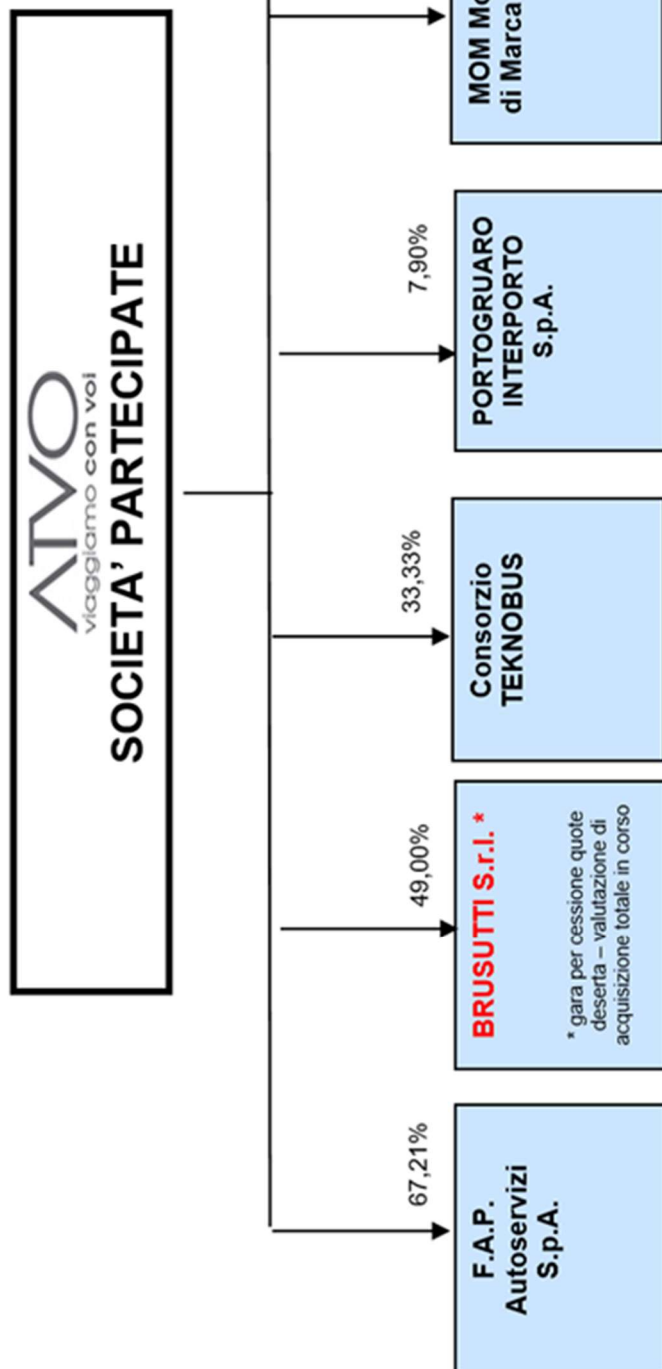 ATVO
viaggiamo con voi
SOCIETA' PARTECIPATE
67,21%
49,00%
33,33%
7,90%
F.A.P.
Autoservizi
S.p.A.
BRUSUTTI S.r.l. *
* gara per cessione quote
deserta – valutazione di
acquisizione totale in corso
Consorzio
TEKNOBUS
PORTOGRUARO
INTERPORTO
S.p.A.
MOM
di Marca